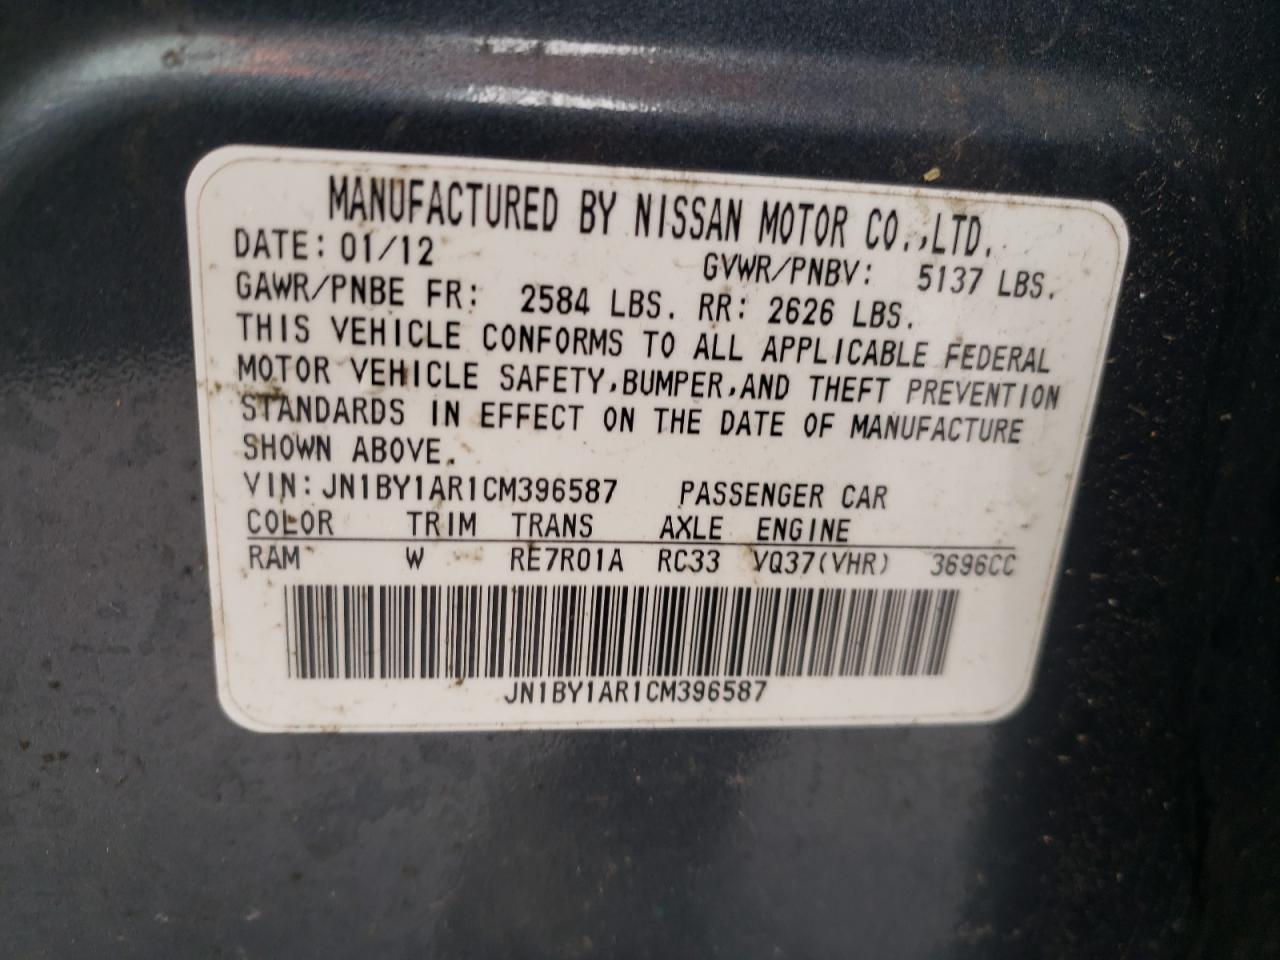 MANUFACTURED BY NISSAN MOTOR CO.,LTD.
DATE: 01/12 GVWR/PNBV: 5137 LBS.
GAWR/PNBE FR: 2584 LBS. RR: 2626 LBS.
THIS VEHICLE CONFORMS TO ALL APPLICABLE FEDERAL
MOTOR VEHICLE SAFETY,BUMPER,AND THEFT PREVENTION
STANDARDS IN EFFECT ON THE DATE OF MANUFACTURE
SHOWN ABOVE.
VIN: JN1BY1AR1CM396587 PASSENGER CAR
COLOR TRIM TRANS AXLE ENGINE
RAM W RE7R01A RC33 VQ37(VHR) 3696CC
JN1BY1AR1CM396587